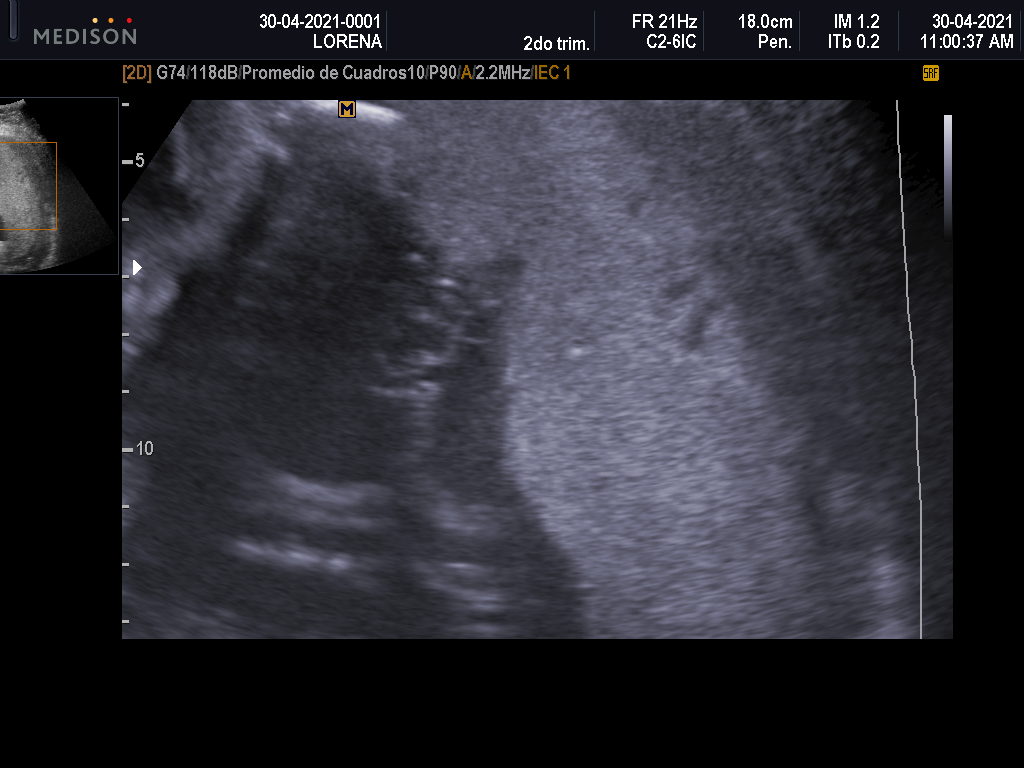 MEDISON
30-04-2021-0001
LORENA
2do trim.
FR 21Hz
C2-6IC
18.0cm
Pen.
IM 1.2
ITb 0.2
30-04-2021
11:00:37 AM
[2D] G74/118dB/Promedio de Cuadros10/P90/A/2.2MHz/IEC 1
SRF
M
5
10